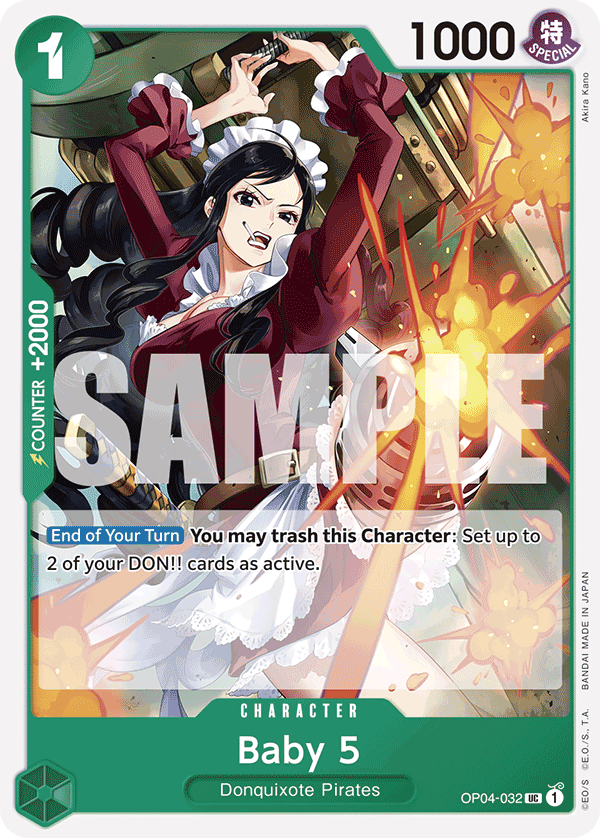 1
1000
特
SPECIAL
Akira Kano
COUNTER +2000
SAMPLE
End of Your Turn You may trash this Character: Set up to
2 of your DON!! cards as active.
BANDAI MADE IN JAPAN
©E.O./S., T.A.
©EO/S
CHARACTER
Baby 5
Donquixote Pirates
OP04-032 UC 1